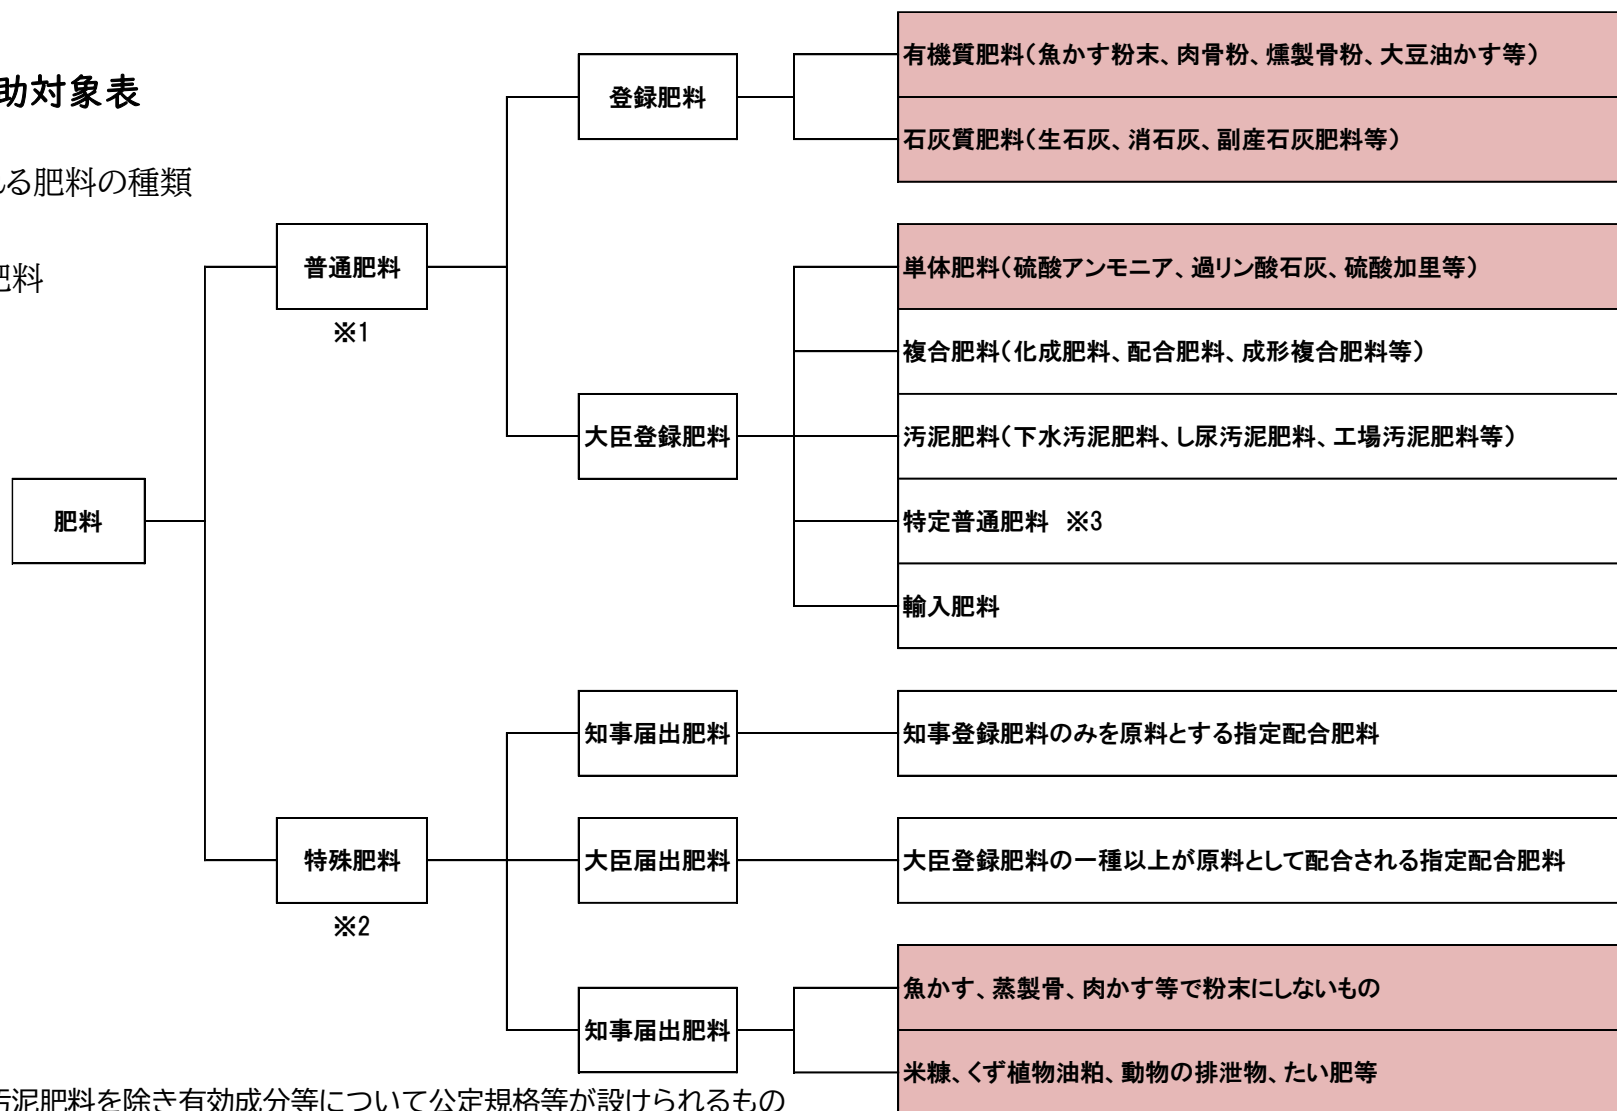 助対象表
る肥料の種類
肥料
肥料
普通肥料
※1
特殊肥料
※2
登録肥料
大臣登録肥料
知事届出肥料
大臣届出肥料
知事届出肥料
有機質肥料(魚かす粉末、肉骨粉、燻製骨粉、大豆油かす等)
石灰質肥料(生石灰、消石灰、副産石灰肥料等)
単体肥料(硫酸アンモニア、過リン酸石灰、硫酸加里等)
複合肥料(化成肥料、配合肥料、成形複合肥料等)
汚泥肥料(下水汚泥肥料、し尿汚泥肥料、工場汚泥肥料等)
特定普通肥料 ※3
輸入肥料
知事登録肥料のみを原料とする指定配合肥料
大臣登録肥料の一種以上が原料として配合される指定配合肥料
魚かす、蒸製骨、肉かす等で粉末にしないもの
米糠、くず植物油粕、動物の排泄物、たい肥等
汚泥肥料を除き有効成分等について公定規格等が設けられるもの